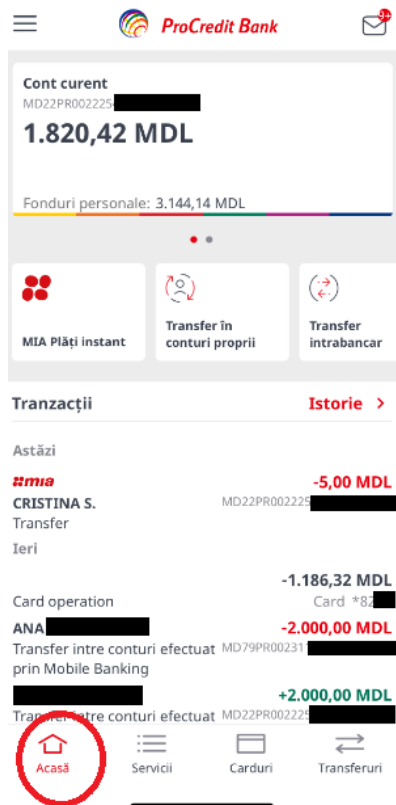 ProCredit Bank
9+
Cont curent
MD22PR002225
1.820,42 MDL
Fonduri personale: 3.144,14 MDL
MIA Plăți instant
Transfer în
conturi proprii
Transfer
intrabancar
Tranzacții
Istorie
Astăzi
mia
-5,00 MDL
CRISTINA S.
MD22PR002225
Transfer
Ieri
-1.186,32 MDL
Card operation
Card *82
ANA
-2.000,00 MDL
Transfer intre conturi efectuat
MD79PR002311
prin Mobile Banking
+2.000,00 MDL
Transfer intre conturi efectuat
MD22PR002225
Acasă
Servicii
Carduri
Transferuri